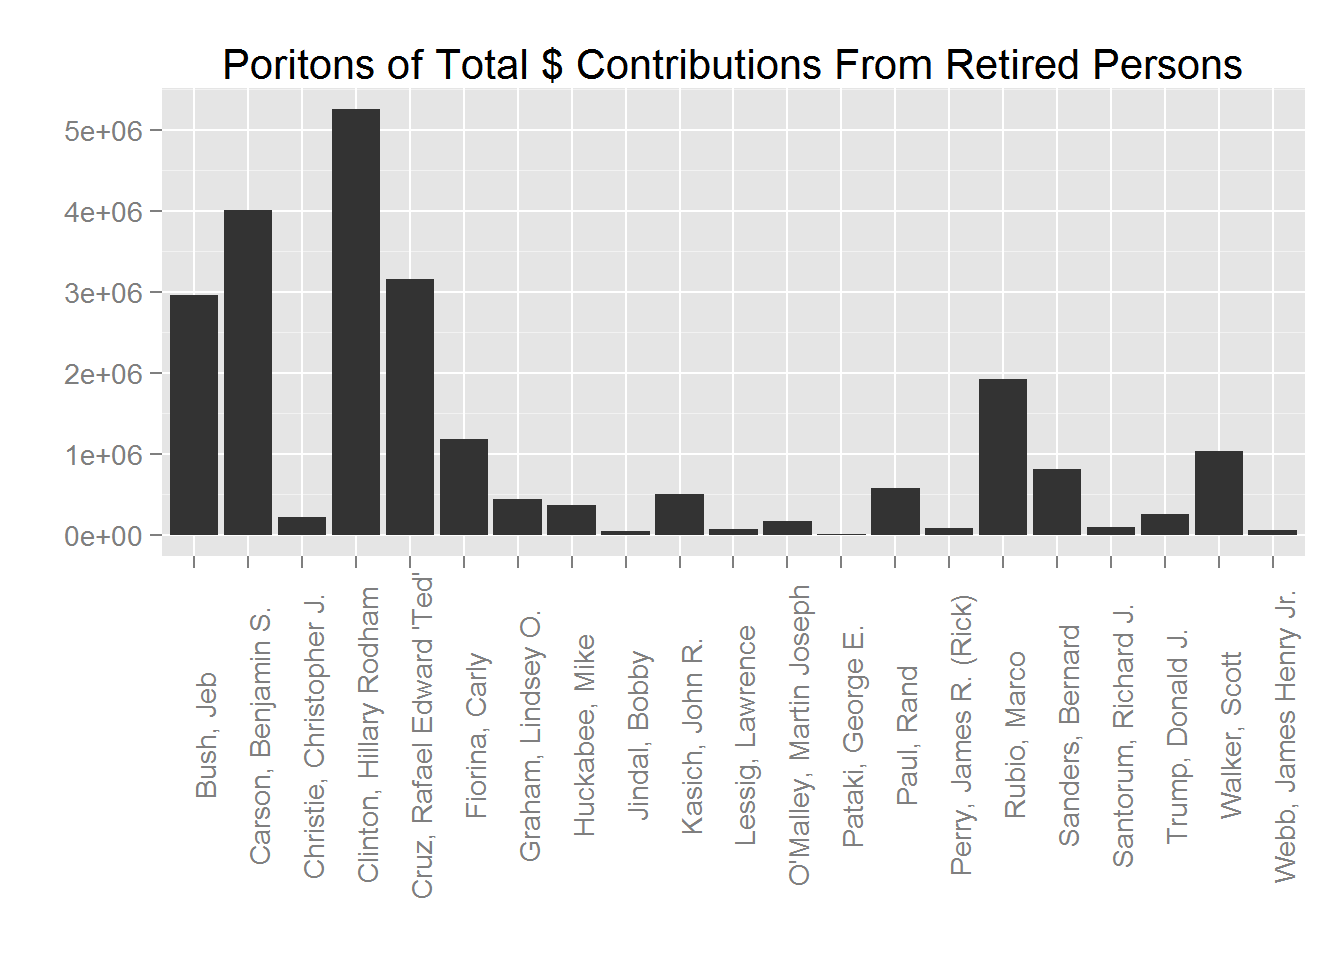 Poritons of Total $ Contributions From Retired Persons
5e+06
4e+06
3e+06
2e+06
1e+06
0e+00
Bush, Jeb
Carson, Benjamin S.
Christie, Christopher J.
Clinton, Hillary Rodham
Cruz, Rafael Edward 'Ted'
Fiorina, Carly
Graham, Lindsey O.
Huckabee, Mike
Jindal, Bobby
Kasich, John R.
Lessig, Lawrence
O'Malley, Martin Joseph
Pataki, George E.
Paul, Rand
Perry, James R. (Rick)
Rubio, Marco
Sanders, Bernard
Santorum, Richard J.
Trump, Donald J.
Walker, Scott
Webb, James Henry Jr.